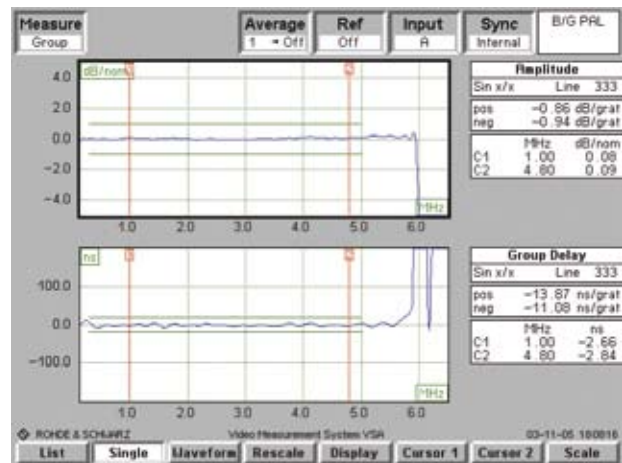 Measure Average Ref Input Sync B/G PAL
Group 1 Off Off A Internal
dB/nom
4.0
2.0
0.0
-2.0
-4.0
MHz
1.0 2.0 3.0 4.0 5.0 6.0
Amplitude
Sin x/x Line 333
pos -0.86 dB/grat
neg -0.94 dB/grat
MHz dB/nom
C1 1.00 0.08
C2 4.80 0.09
ns
100.0
0.0
-100.0
MHz
1.0 2.0 3.0 4.0 5.0 6.0
Group Delay
Sin x/x Line 333
pos -13.87 ns/grat
neg -11.08 ns/grat
MHz ns
C1 1.00 -2.66
C2 4.80 -2.84
ROHDE & SCHWARZ Video Measurement System VSA 03-11-05 180816
List Single Waveform Rescale Display Cursor 1 Cursor 2 Scale